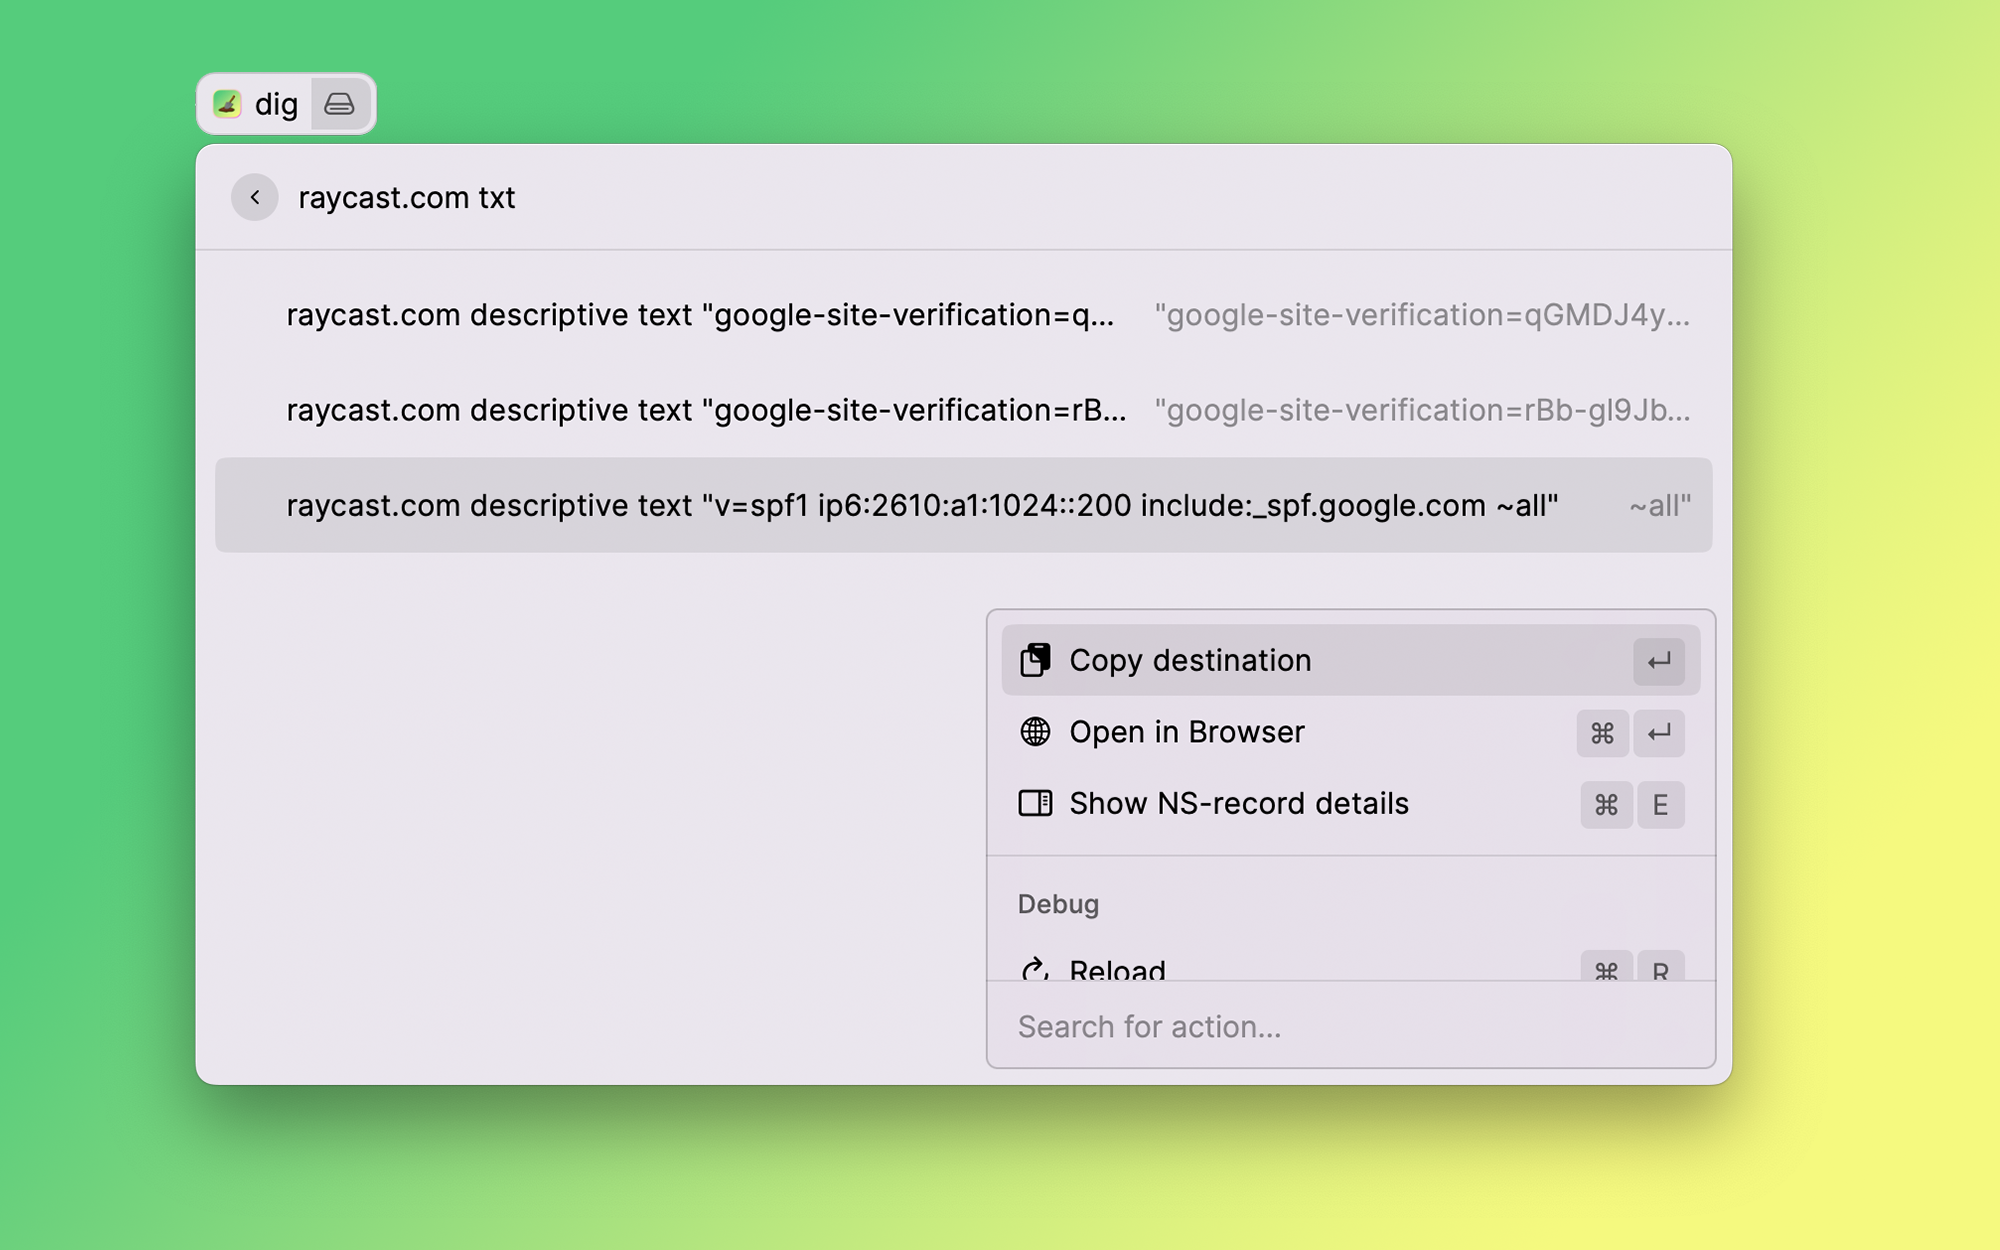 dig
raycast.com txt
raycast.com descriptive text "google-site-verification=q... "google-site-verification=qGMDJ4y...
raycast.com descriptive text "google-site-verification=rB... "google-site-verification=rBb-gl9Jb...
raycast.com descriptive text "v=spf1 ip6:2610:a1:1024::200 include:_spf.google.com ~all" ~all"
Copy destination ↵
Open in Browser ⌘ ↵
Show NS-record details ⌘ E
Debug
Reload ⌘ R
Search for action...